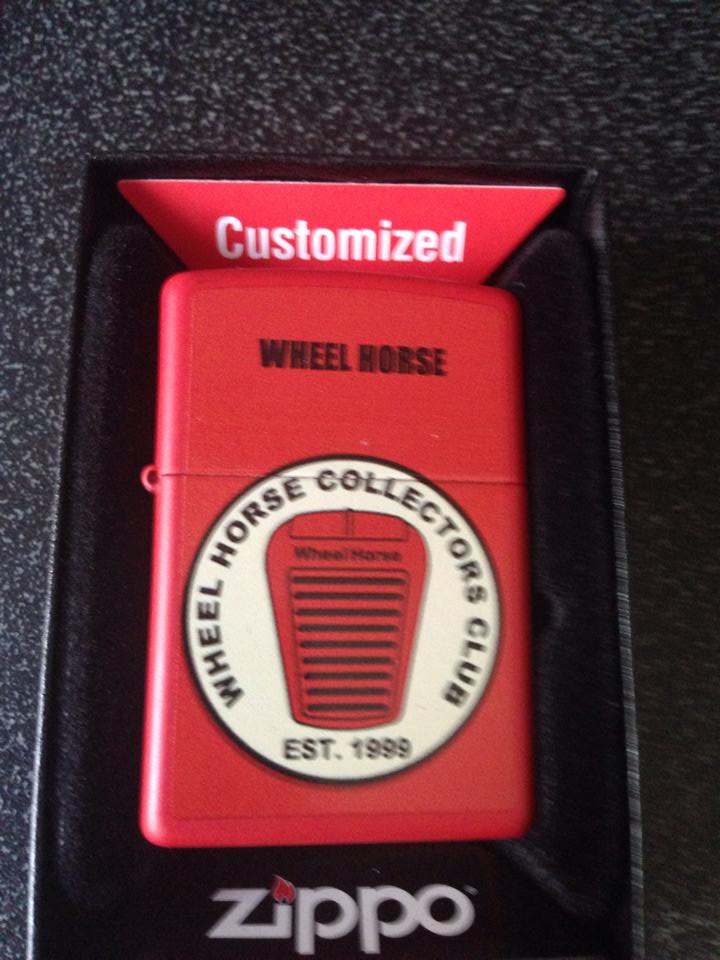 Customized
WHEEL HORSE
WHEEL HORSE COLLECTORS CLUB
Wheel Horse
EST. 1999
zippo